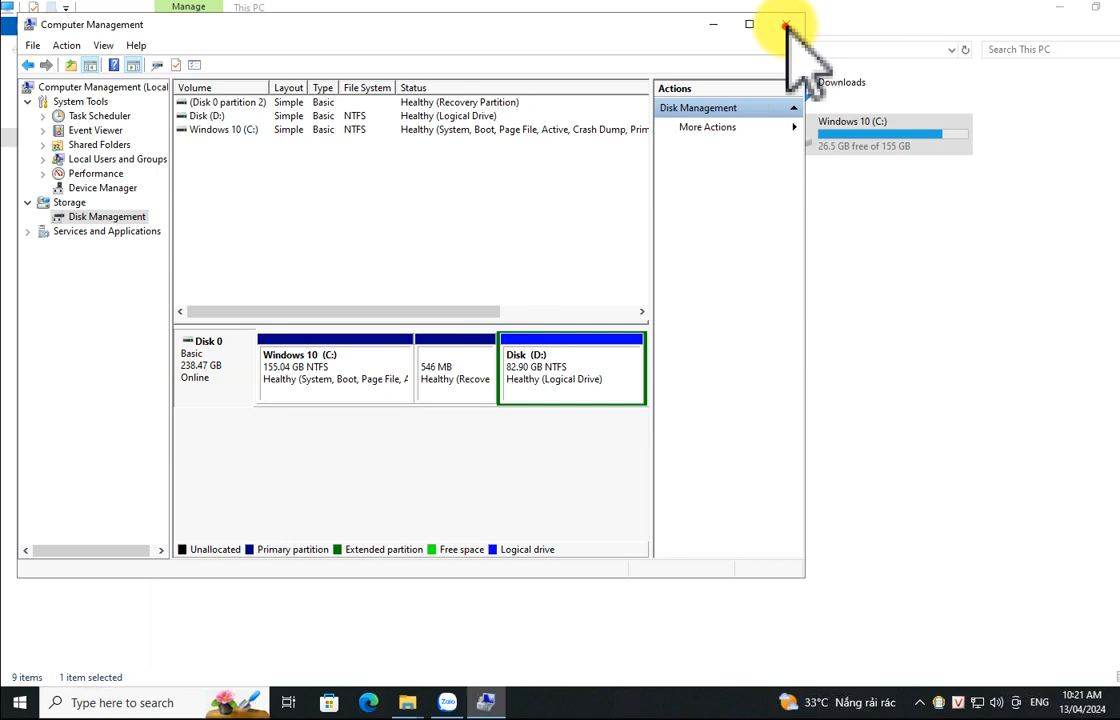 Manage This PC
Computer Management
File Action View Help
Search This PC
Computer Management (Local
System Tools
Task Scheduler
Event Viewer
Shared Folders
Local Users and Groups
Performance
Device Manager
Storage
Disk Management
Services and Applications
Volume Layout Type File System Status
(Disk 0 partition 2) Simple Basic Healthy (Recovery Partition)
Disk (D:) Simple Basic NTFS Healthy (Logical Drive)
Windows 10 (C:) Simple Basic NTFS Healthy (System, Boot, Page File, Active, Crash Dump, Prim
Actions
Disk Management
More Actions
Downloads
Windows 10 (C:)
26.5 GB free of 155 GB
Disk 0
Basic
238.47 GB
Online
Windows 10 (C:)
155.04 GB NTFS
Healthy (System, Boot, Page File, A
546 MB
Healthy (Recove
Disk (D:)
82.90 GB NTFS
Healthy (Logical Drive)
Unallocated Primary partition Extended partition Free space Logical drive
9 items 1 item selected
Type here to search
Zalo
33°C Nắng rải rác
V
ENG
10:21 AM
13/04/2024